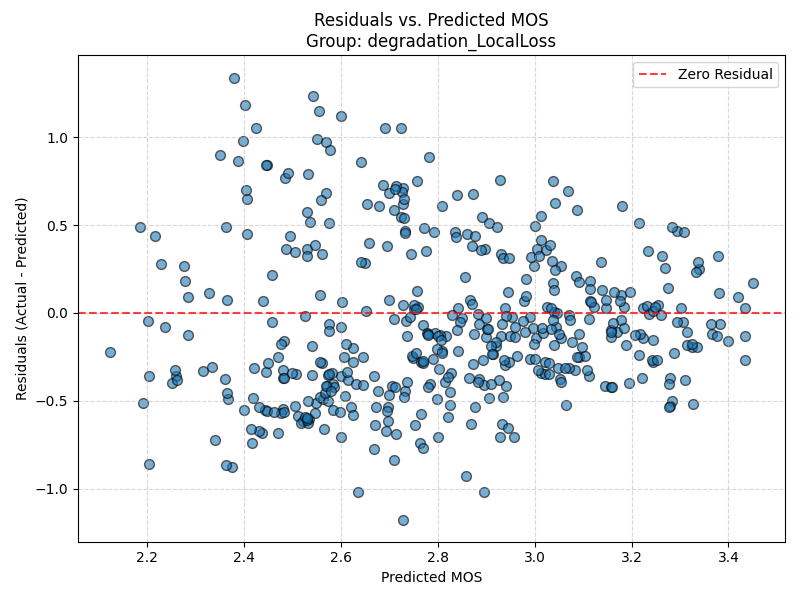 Residuals vs. Predicted MOS
Group: degradation_LocalLoss
Zero Residual
Residuals (Actual - Predicted)
1.0
0.5
0.0
−0.5
−1.0
2.2 2.4 2.6 2.8 3.0 3.2 3.4
Predicted MOS